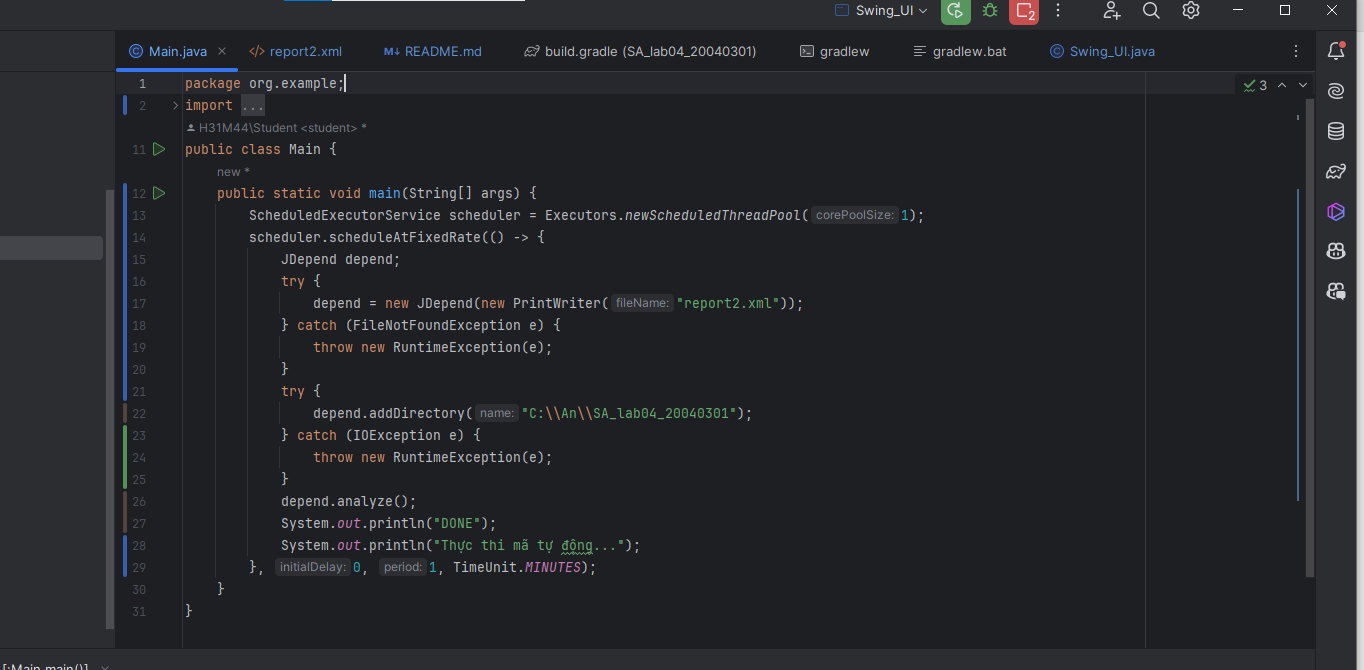 Swing_UI
2
Main.java
report2.xml
README.md
build.gradle (SA_lab04_20040301)
gradlew
gradlew.bat
Swing_UI.java
1 package org.example;
3
2 import ...
H31M44\Student <student> *
11 public class Main {
new *
12 public static void main(String[] args) {
13 ScheduledExecutorService scheduler = Executors.newScheduledThreadPool( corePoolSize: 1);
14 scheduler.scheduleAtFixedRate(() -> {
15 JDepend depend;
16 try {
17 depend = new JDepend(new PrintWriter( fileName: "report2.xml"));
18 } catch (FileNotFoundException e) {
19 throw new RuntimeException(e);
20 }
21 try {
22 depend.addDirectory( name: "C:\\An\\SA_lab04_20040301");
23 } catch (IOException e) {
24 throw new RuntimeException(e);
25 }
26 depend.analyze();
27 System.out.println("DONE");
28 System.out.println("Thực thi mã tự động...");
29 }, initialDelay: 0, period: 1, TimeUnit.MINUTES);
30 }
31 }
[:Main.main()]